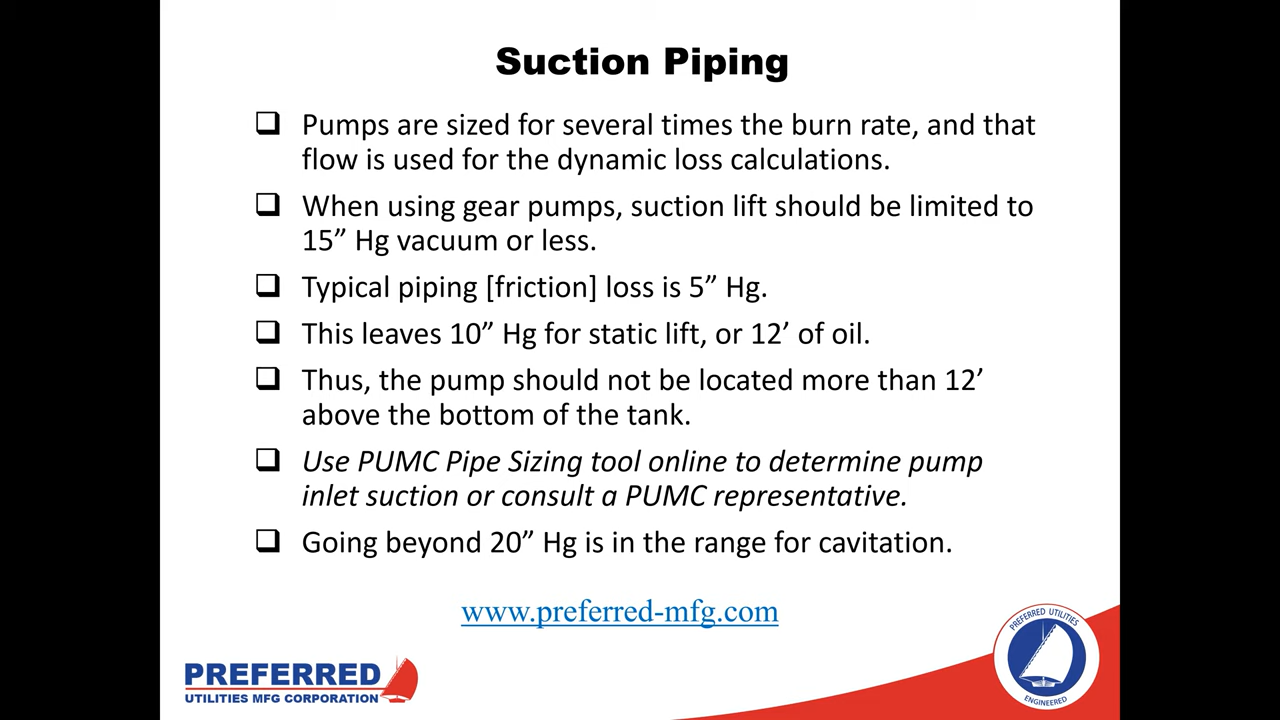 Suction Piping
❑ Pumps are sized for several times the burn rate, and that
flow is used for the dynamic loss calculations.
❑ When using gear pumps, suction lift should be limited to
15” Hg vacuum or less.
❑ Typical piping [friction] loss is 5” Hg.
❑ This leaves 10” Hg for static lift, or 12’ of oil.
❑ Thus, the pump should not be located more than 12’
above the bottom of the tank.
❑ Use PUMC Pipe Sizing tool online to determine pump
inlet suction or consult a PUMC representative.
❑ Going beyond 20” Hg is in the range for cavitation.
www.preferred-mfg.com
PREFERRED
UTILITIES MFG CORPORATION
PREFERRED UTILITIES
ENGINEERED